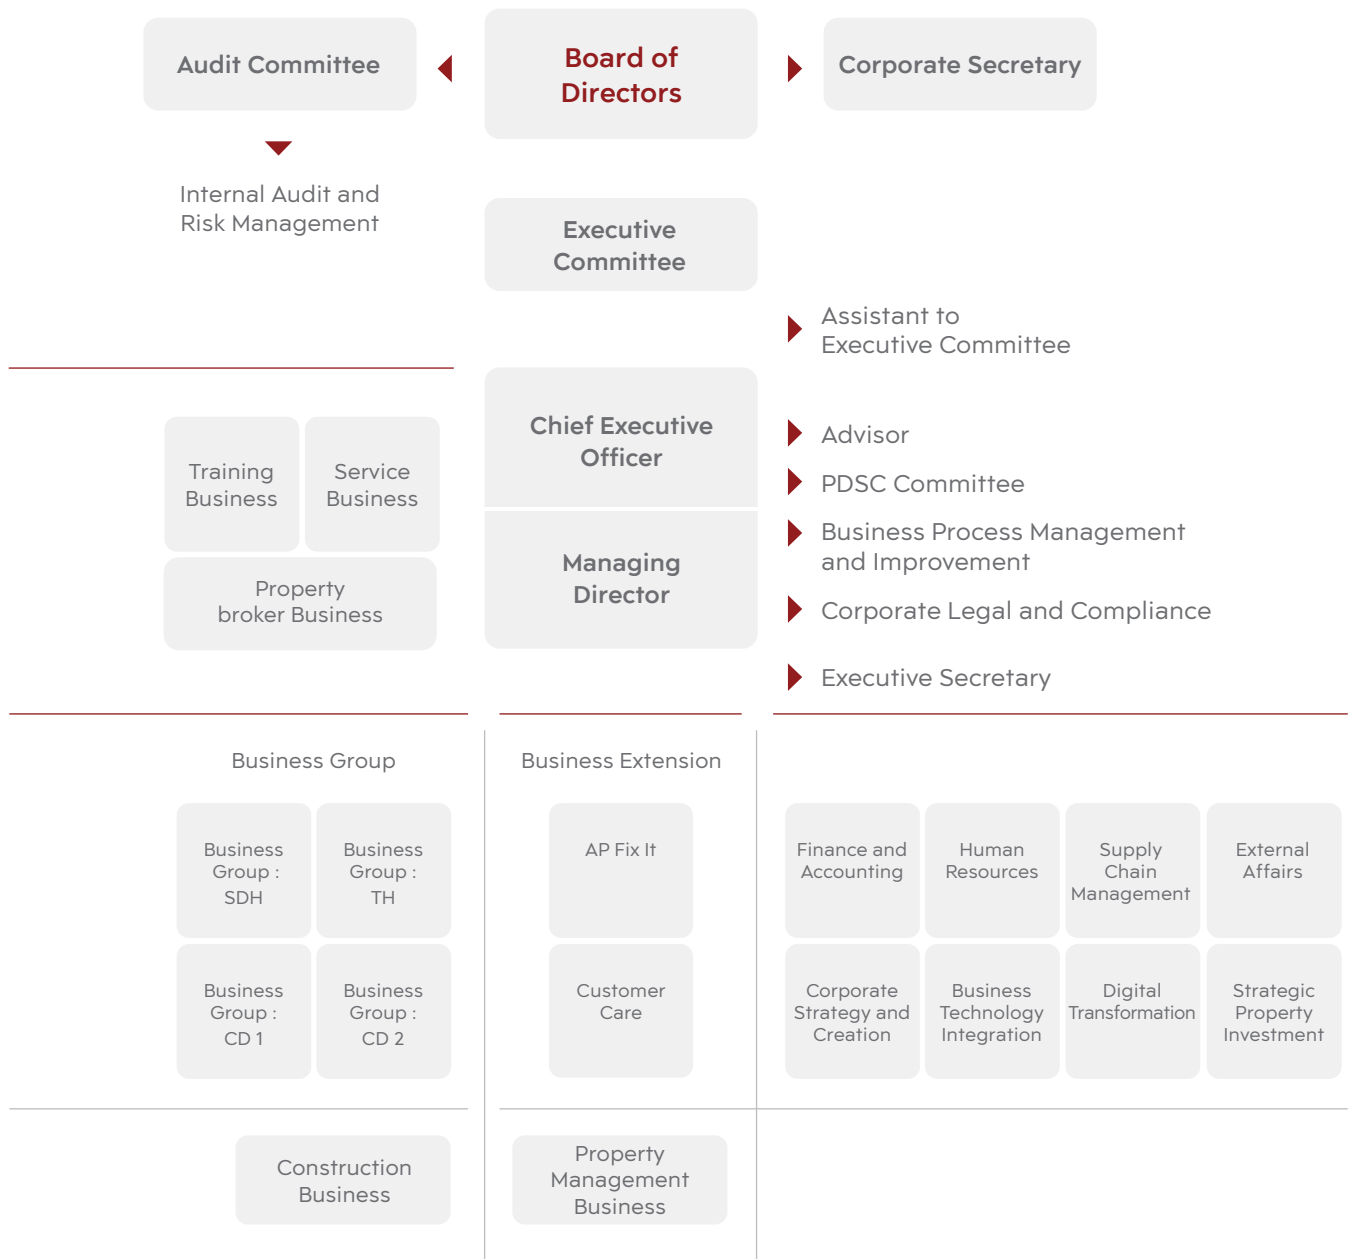 Audit Committee
Board of
Directors
Corporate Secretary
Internal Audit and
Risk Management
Executive
Committee
Assistant to
Executive Committee
Training
Business
Service
Business
Property
broker Business
Chief Executive
Officer
Managing
Director
Advisor
PDSC Committee
Business Process Management
and Improvement
Corporate Legal and Compliance
Executive Secretary
Business Group
Business
Group :
SDH
Business
Group :
TH
Business
Group :
CD 1
Business
Group :
CD 2
Business Extension
AP Fix It
Customer
Care
Finance and
Accounting
Human
Resources
Supply
Chain
Management
External
Affairs
Corporate
Strategy and
Creation
Business
Technology
Integration
Digital
Transformation
Strategic
Property
Investment
Construction
Business
Property
Management
Business